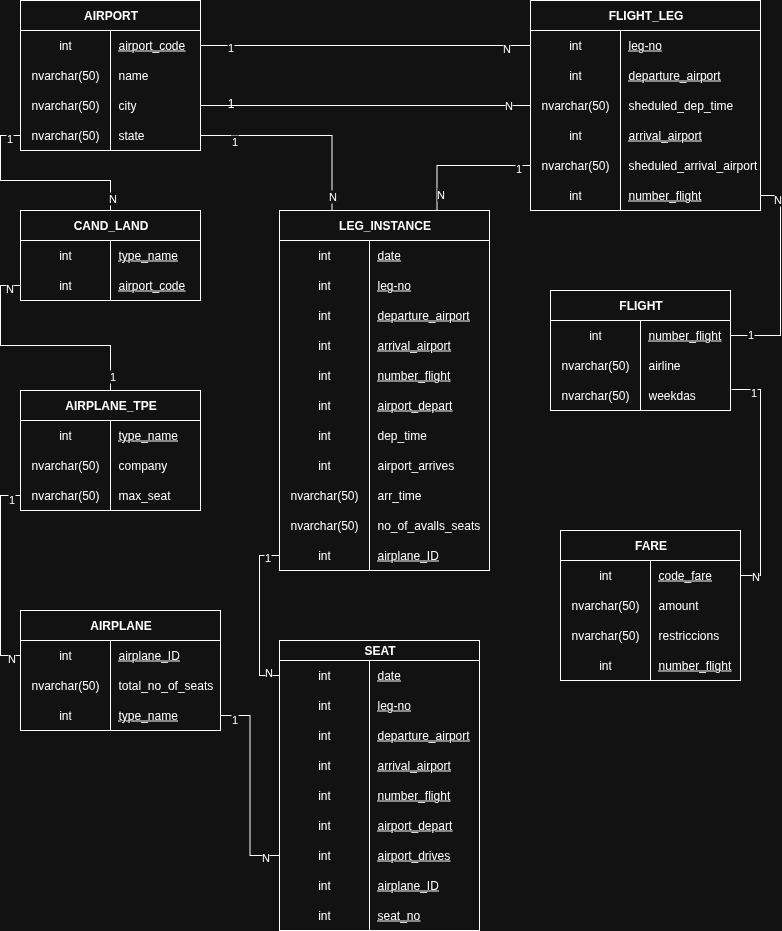 AIRPORT
int airport_code
nvarchar(50) name
nvarchar(50) city
nvarchar(50) state
1
1
1
1
N
N
N
N
1
N
FLIGHT_LEG
int leg-no
int departure_airport
nvarchar(50) sheduled_dep_time
int arrival_airport
nvarchar(50) sheduled_arrival_airport
int number_flight
N
CAND_LAND
int type_name
int airport_code
N
1
LEG_INSTANCE
int date
int leg-no
int departure_airport
int arrival_airport
int number_flight
int airport_depart
int dep_time
int airport_arrives
nvarchar(50) arr_time
nvarchar(50) no_of_avalls_seats
int airplane_ID
1
N
FLIGHT
int number_flight
nvarchar(50) airline
nvarchar(50) weekdas
1
1
N
AIRPLANE_TPE
int type_name
nvarchar(50) company
nvarchar(50) max_seat
1
N
FARE
int code_fare
nvarchar(50) amount
nvarchar(50) restriccions
int number_flight
AIRPLANE
int airplane_ID
nvarchar(50) total_no_of_seats
int type_name
1
N
SEAT
int date
int leg-no
int departure_airport
int arrival_airport
int number_flight
int airport_depart
int airport_drives
int airplane_ID
int seat_no